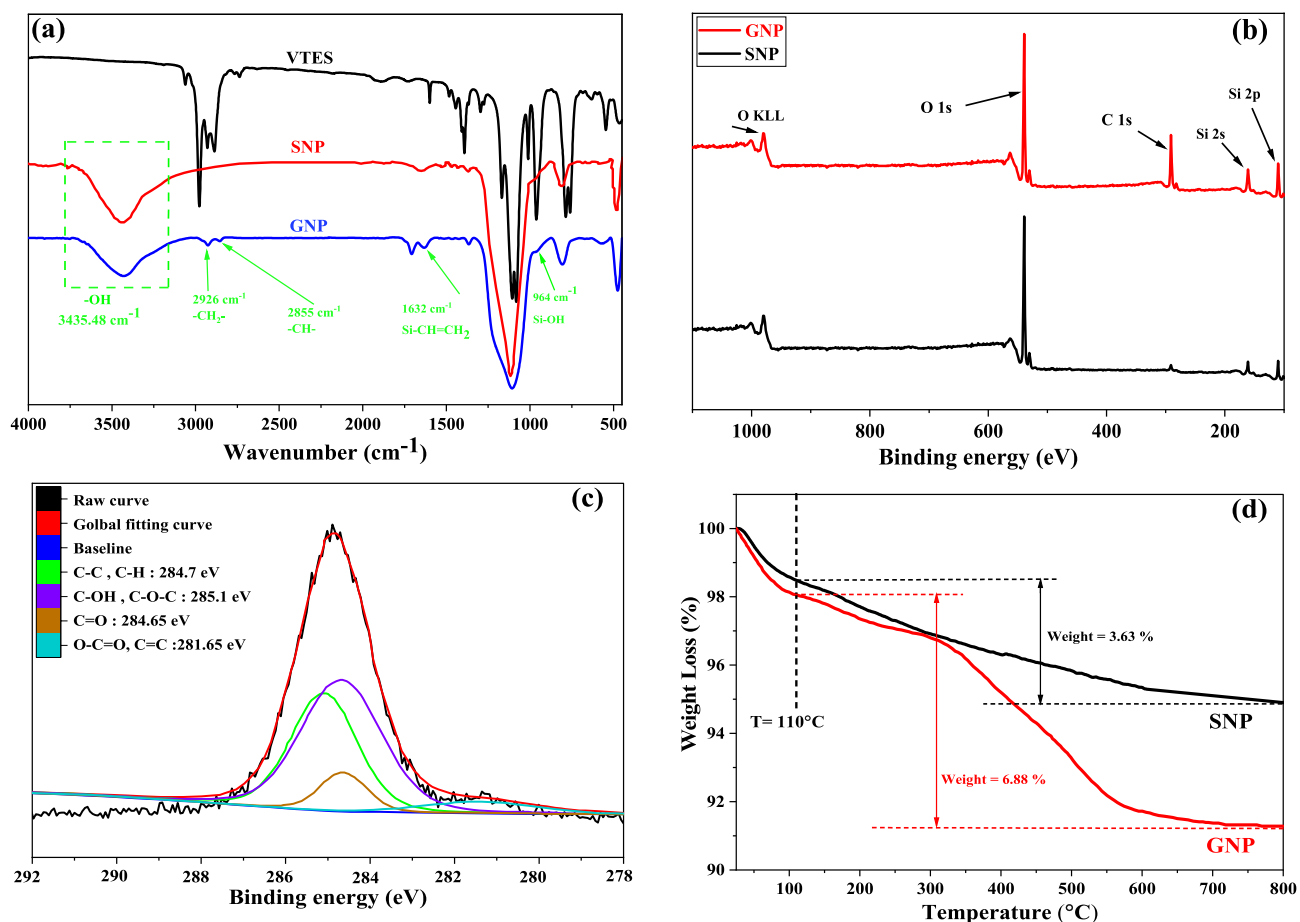 (a)
VTES
SNP
GNP
-OH
3435.48 cm-1
2926 cm-1
-CH2-
2855 cm-1
-CH-
1632 cm-1
Si-CH=CH2
964 cm-1
Si-OH
4000 3500 3000 2500 2000 1500 1000 500
Wavenumber (cm-1)
(b)
GNP
SNP
O KLL
O 1s
C 1s
Si 2s
Si 2p
1000 800 600 400 200
Binding energy (eV)
(c)
Raw curve
Golbal fitting curve
Baseline
C-C , C-H : 284.7 eV
C-OH , C-O-C : 285.1 eV
C=O : 284.65 eV
O-C=O, C=C :281.65 eV
292 290 288 286 284 282 280 278
Binding energy (eV)
(d)
100
98
96
94
92
90
Weight Loss (%)
T= 110°C
Weight = 3.63 %
Weight = 6.88 %
SNP
GNP
100 200 300 400 500 600 700 800
Temperature (°C)